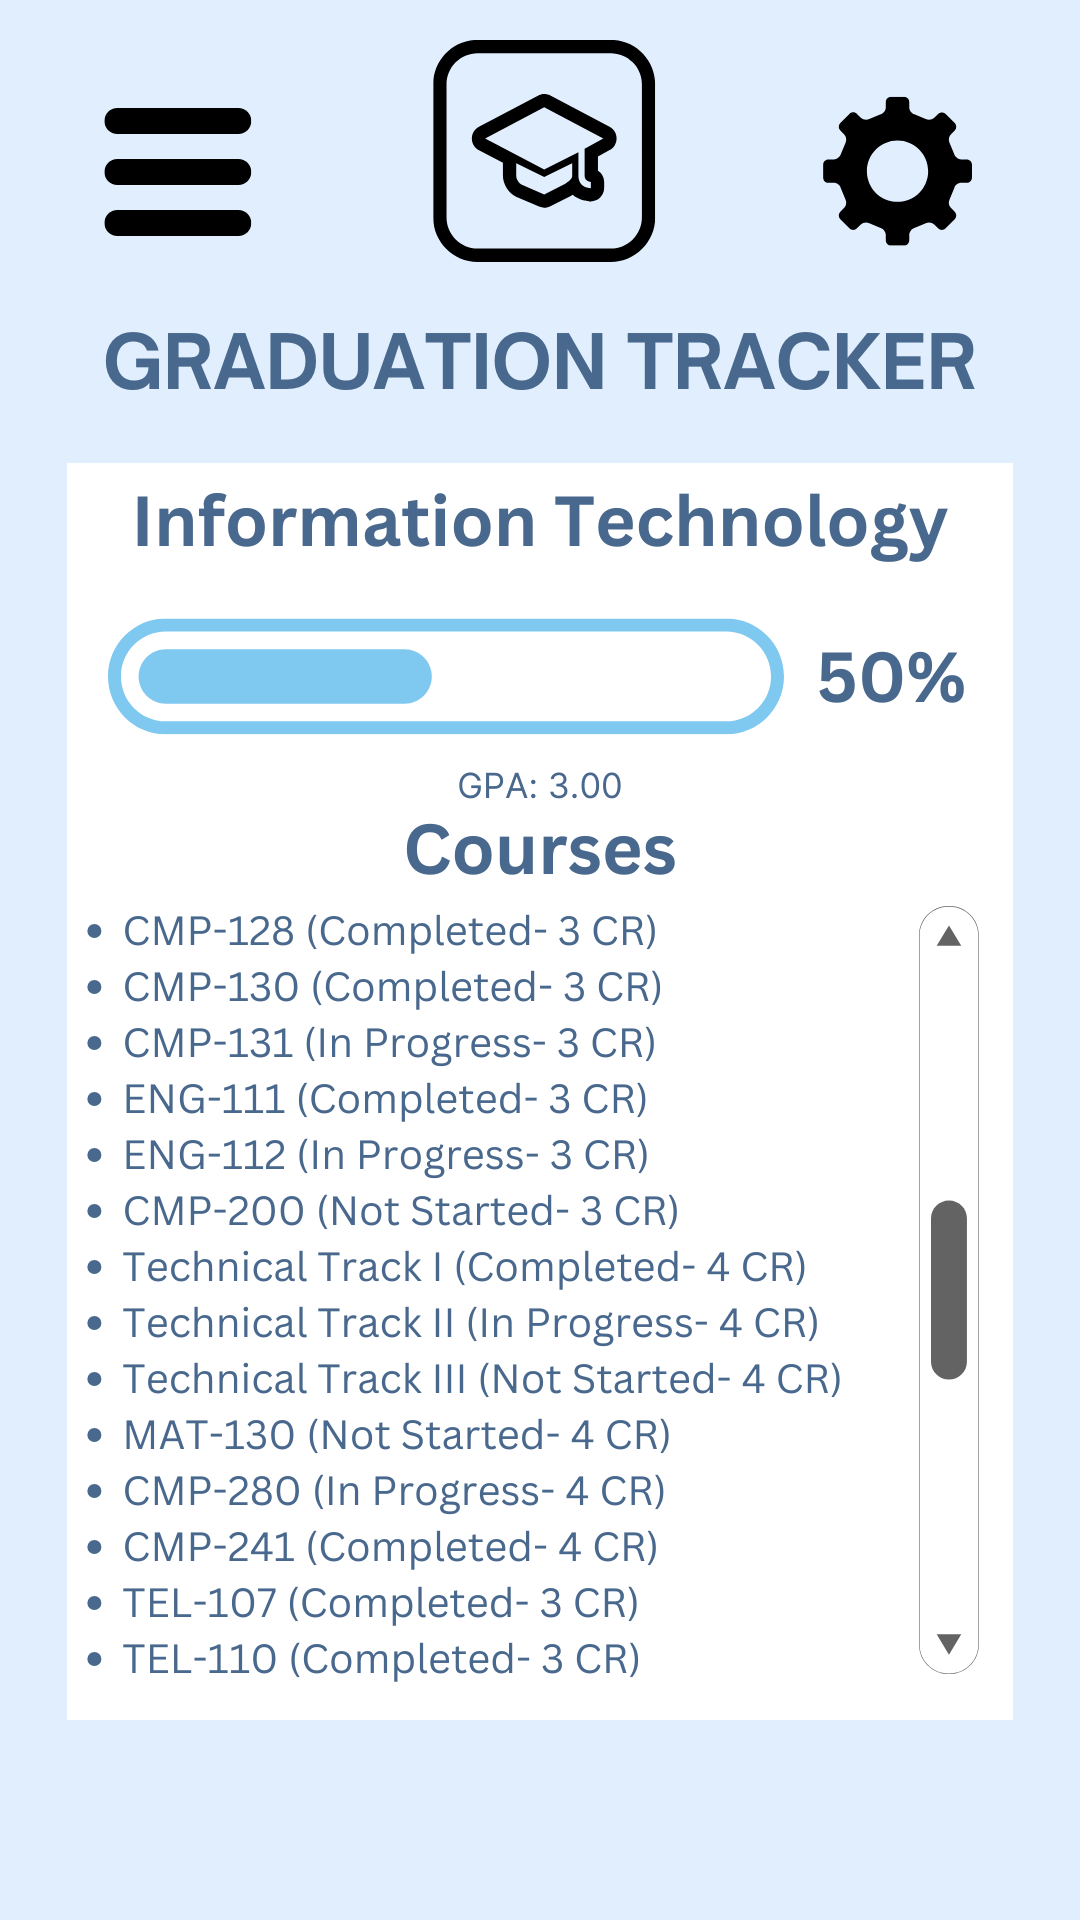 GRADUATION TRACKER
Information Technology
50%
GPA: 3.00
Courses
• CMP-128 (Completed- 3 CR)
• CMP-130 (Completed- 3 CR)
• CMP-131 (In Progress- 3 CR)
• ENG-111 (Completed- 3 CR)
• ENG-112 (In Progress- 3 CR)
• CMP-200 (Not Started- 3 CR)
• Technical Track I (Completed- 4 CR)
• Technical Track II (In Progress- 4 CR)
• Technical Track III (Not Started- 4 CR)
• MAT-130 (Not Started- 4 CR)
• CMP-280 (In Progress- 4 CR)
• CMP-241 (Completed- 4 CR)
• TEL-107 (Completed- 3 CR)
• TEL-110 (Completed- 3 CR)